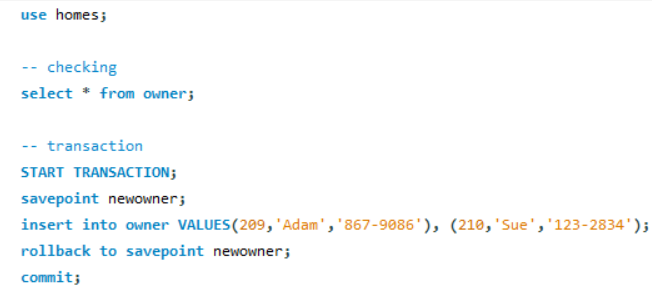 use homes;
-- checking
select * from owner;
-- transaction
START TRANSACTION;
savepoint newowner;
insert into owner VALUES(209,'Adam','867-9086'), (210,'Sue','123-2834');
rollback to savepoint newowner;
commit;